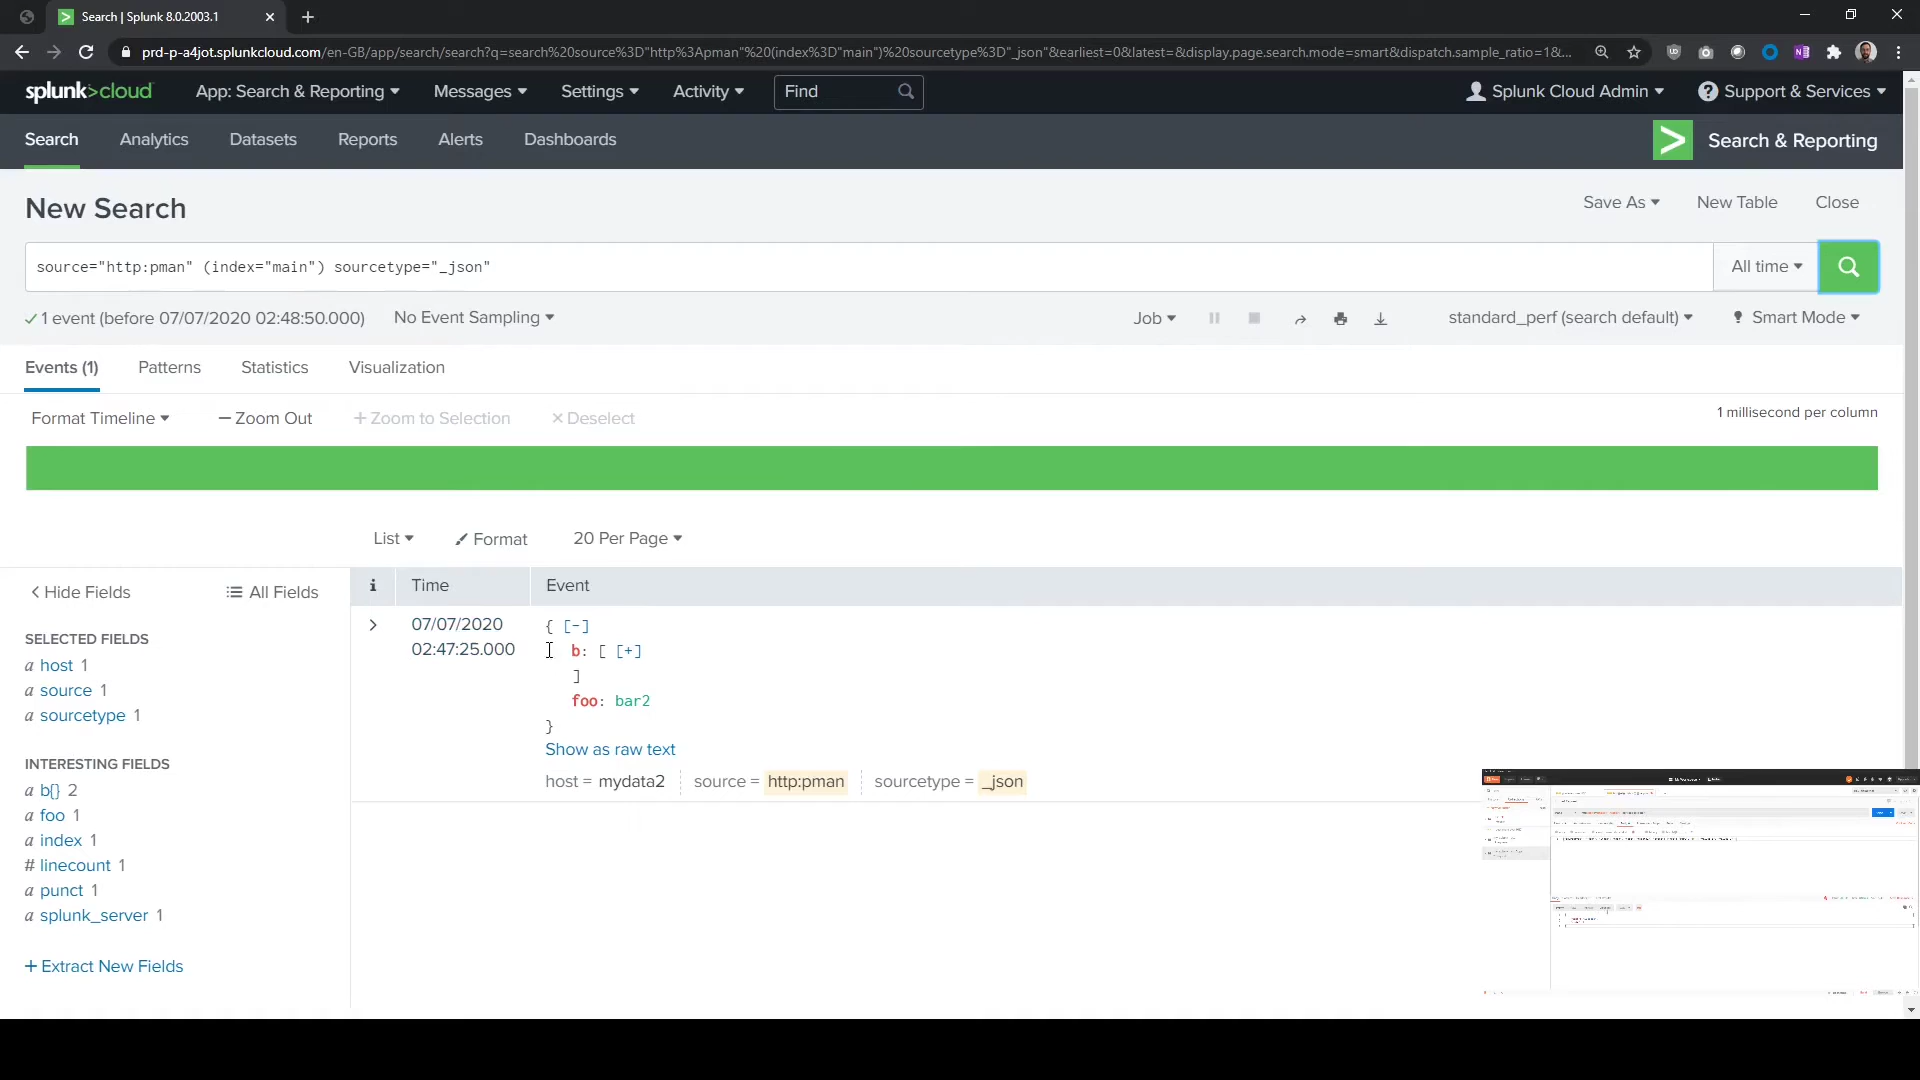 Search | Splunk 8.0.2003.1
prd-p-a4jot.splunkcloud.com/en-GB/app/search/search?q=search%20source%3D"http%3Apman"%20(index%3D"main")%20sourcetype%3D"_json"&earliest=0&latest=&display.page.search.mode=smart&dispatch.sample_ratio=1&...
splunk>cloud App: Search & Reporting Messages Settings Activity Find Splunk Cloud Admin ? Support & Services
Search Analytics Datasets Reports Alerts Dashboards > Search & Reporting
New Search Save As New Table Close
source="http:pman" (index="main") sourcetype="_json" All time
✓ 1 event (before 07/07/2020 02:48:50.000) No Event Sampling Job standard_perf (search default) Smart Mode
Events (1) Patterns Statistics Visualization
Format Timeline — Zoom Out + Zoom to Selection × Deselect 1 millisecond per column
List Format 20 Per Page
< Hide Fields All Fields i Time Event
SELECTED FIELDS
a host 1
a source 1
a sourcetype 1
INTERESTING FIELDS
a b{} 2
a foo 1
a index 1
# linecount 1
a punct 1
a splunk_server 1
+ Extract New Fields
> 07/07/2020
02:47:25.000
{ [-]
b: [ [+]
]
foo: bar2
}
Show as raw text
host = mydata2 source = http:pman sourcetype = _json